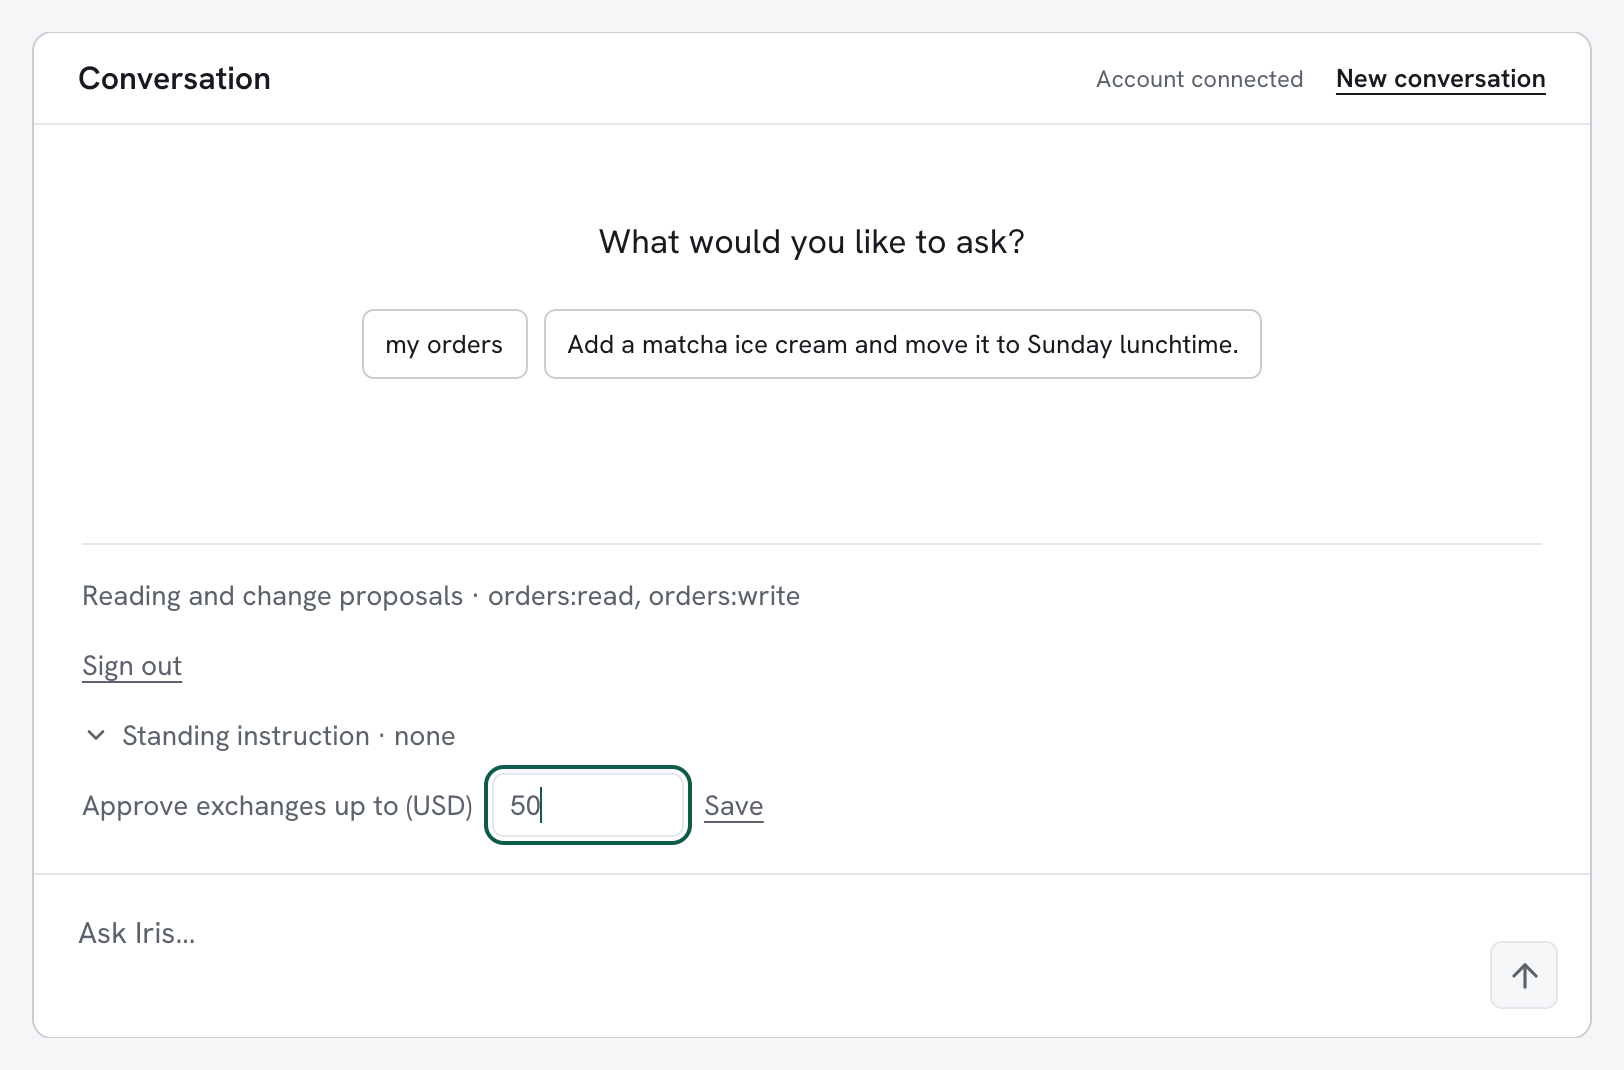 Conversation
Account connected
New conversation
What would you like to ask?
my orders
Add a matcha ice cream and move it to Sunday lunchtime.
Reading and change proposals · orders:read, orders:write
Sign out
Standing instruction · none
Approve exchanges up to (USD)
50
Save
Ask Iris...